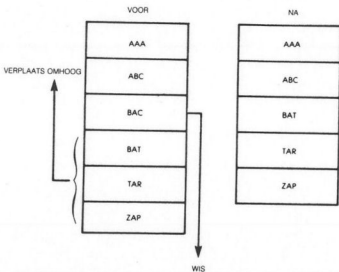 VOOR
NA
AAA
AAA
VERPLAATS OMHOOG
ABC
ABC
BAC
BAT
BAT
TAR
TAR
ZAP
ZAP
WIS